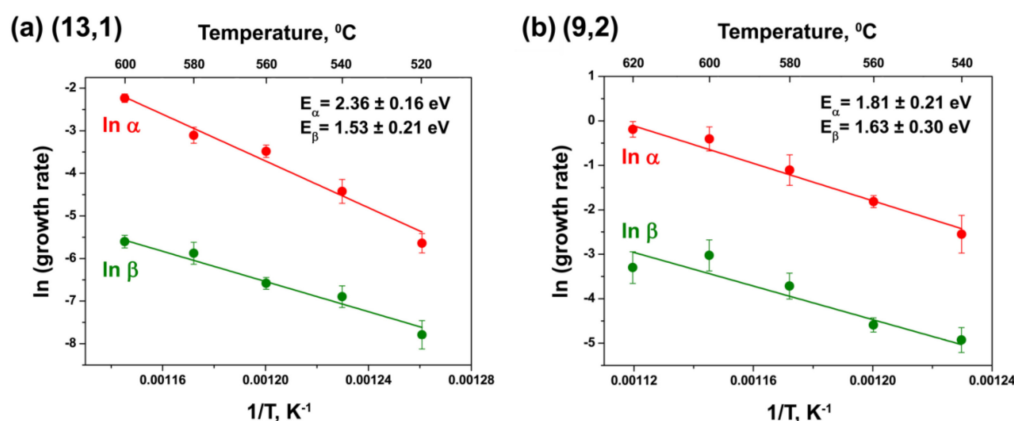 (a) (13,1)
Temperature, ⁰C
600 580 560 540 520
E_α = 2.36 ± 0.16 eV
E_β = 1.53 ± 0.21 eV
ln α
ln β
ln (growth rate)
-2
-3
-4
-5
-6
-7
-8
0.00116 0.00120 0.00124 0.00128
1/T, K⁻¹
(b) (9,2)
Temperature, ⁰C
620 600 580 560 540
E_α = 1.81 ± 0.21 eV
E_β = 1.63 ± 0.30 eV
ln α
ln β
ln (growth rate)
1
0
-1
-2
-3
-4
-5
0.00112 0.00116 0.00120 0.00124
1/T, K⁻¹